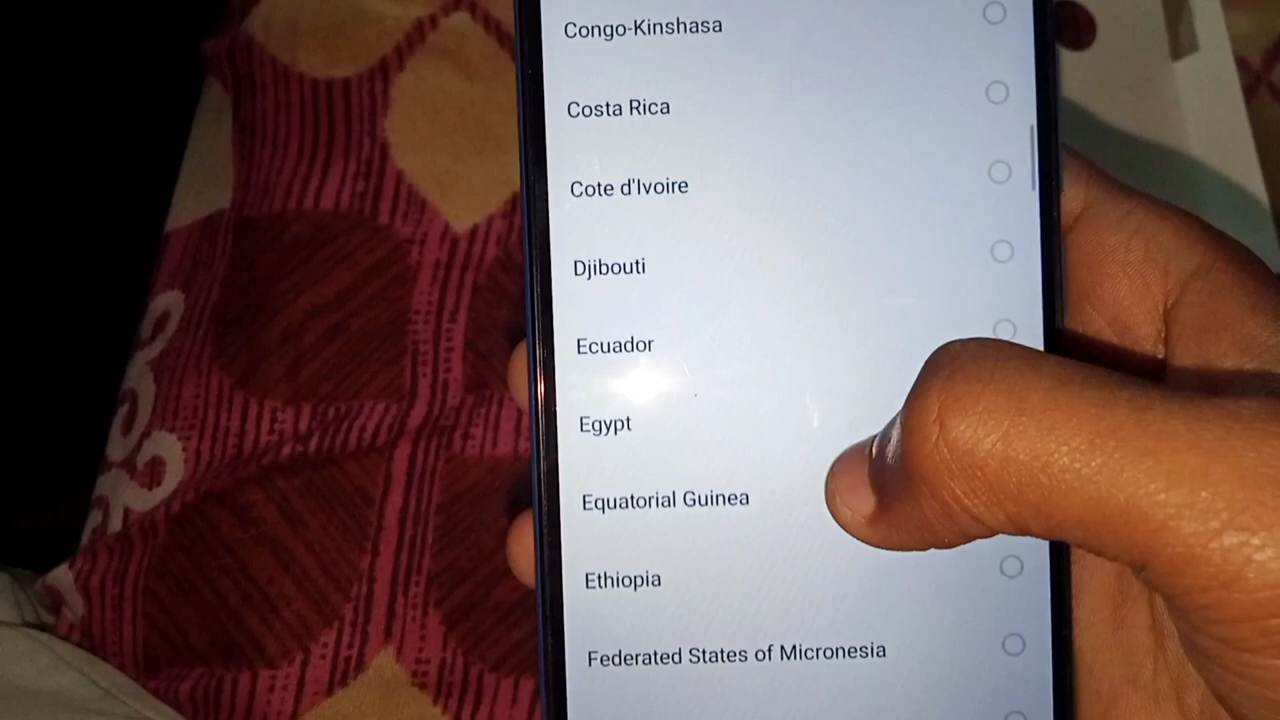 Congo-Kinshasa
Costa Rica
Cote d'Ivoire
Djibouti
Ecuador
Egypt
Equatorial Guinea
Ethiopia
Federated States of Micronesia